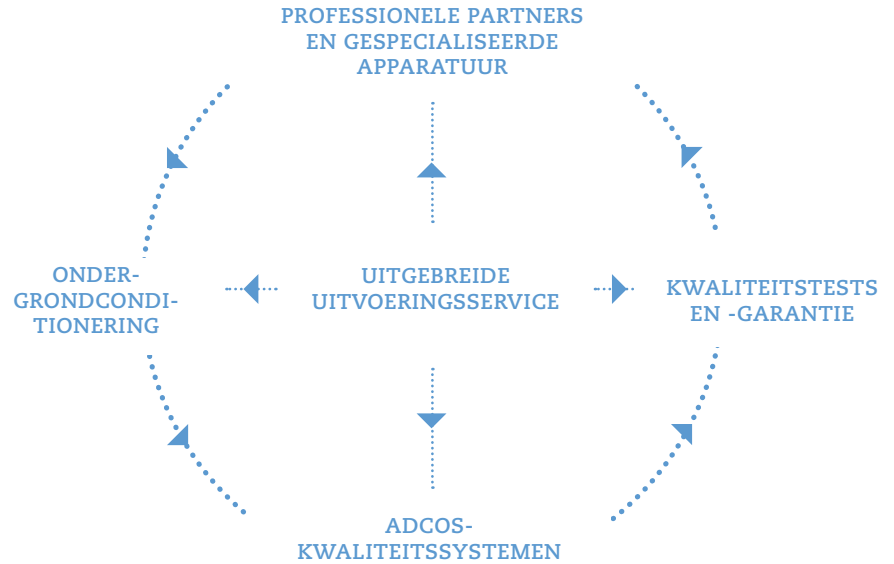 PROFESSIONELE PARTNERS
EN GESPECIALISEERDE
APPARATUUR
ONDER-
GRONDCONDI-
TIONERING
UITGEBREIDE
UITVOERINGSSERVICE
KWALITEITSTESTS
EN -GARANTIE
ADCOS-
KWALITEITSSYSTEMEN